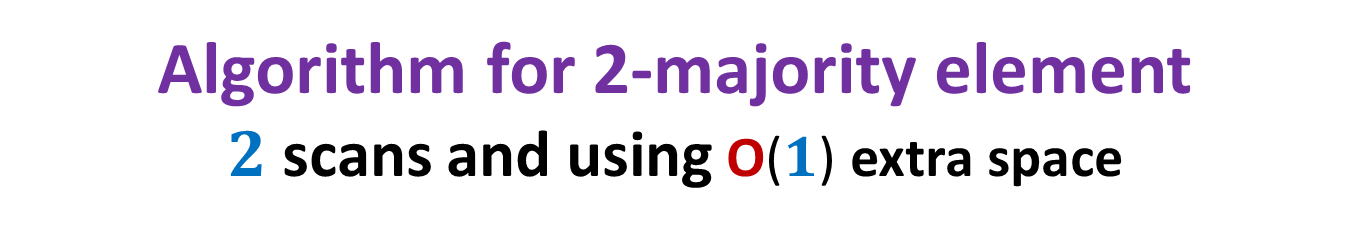 Algorithm for 2-majority element
2 scans and using O(1) extra space